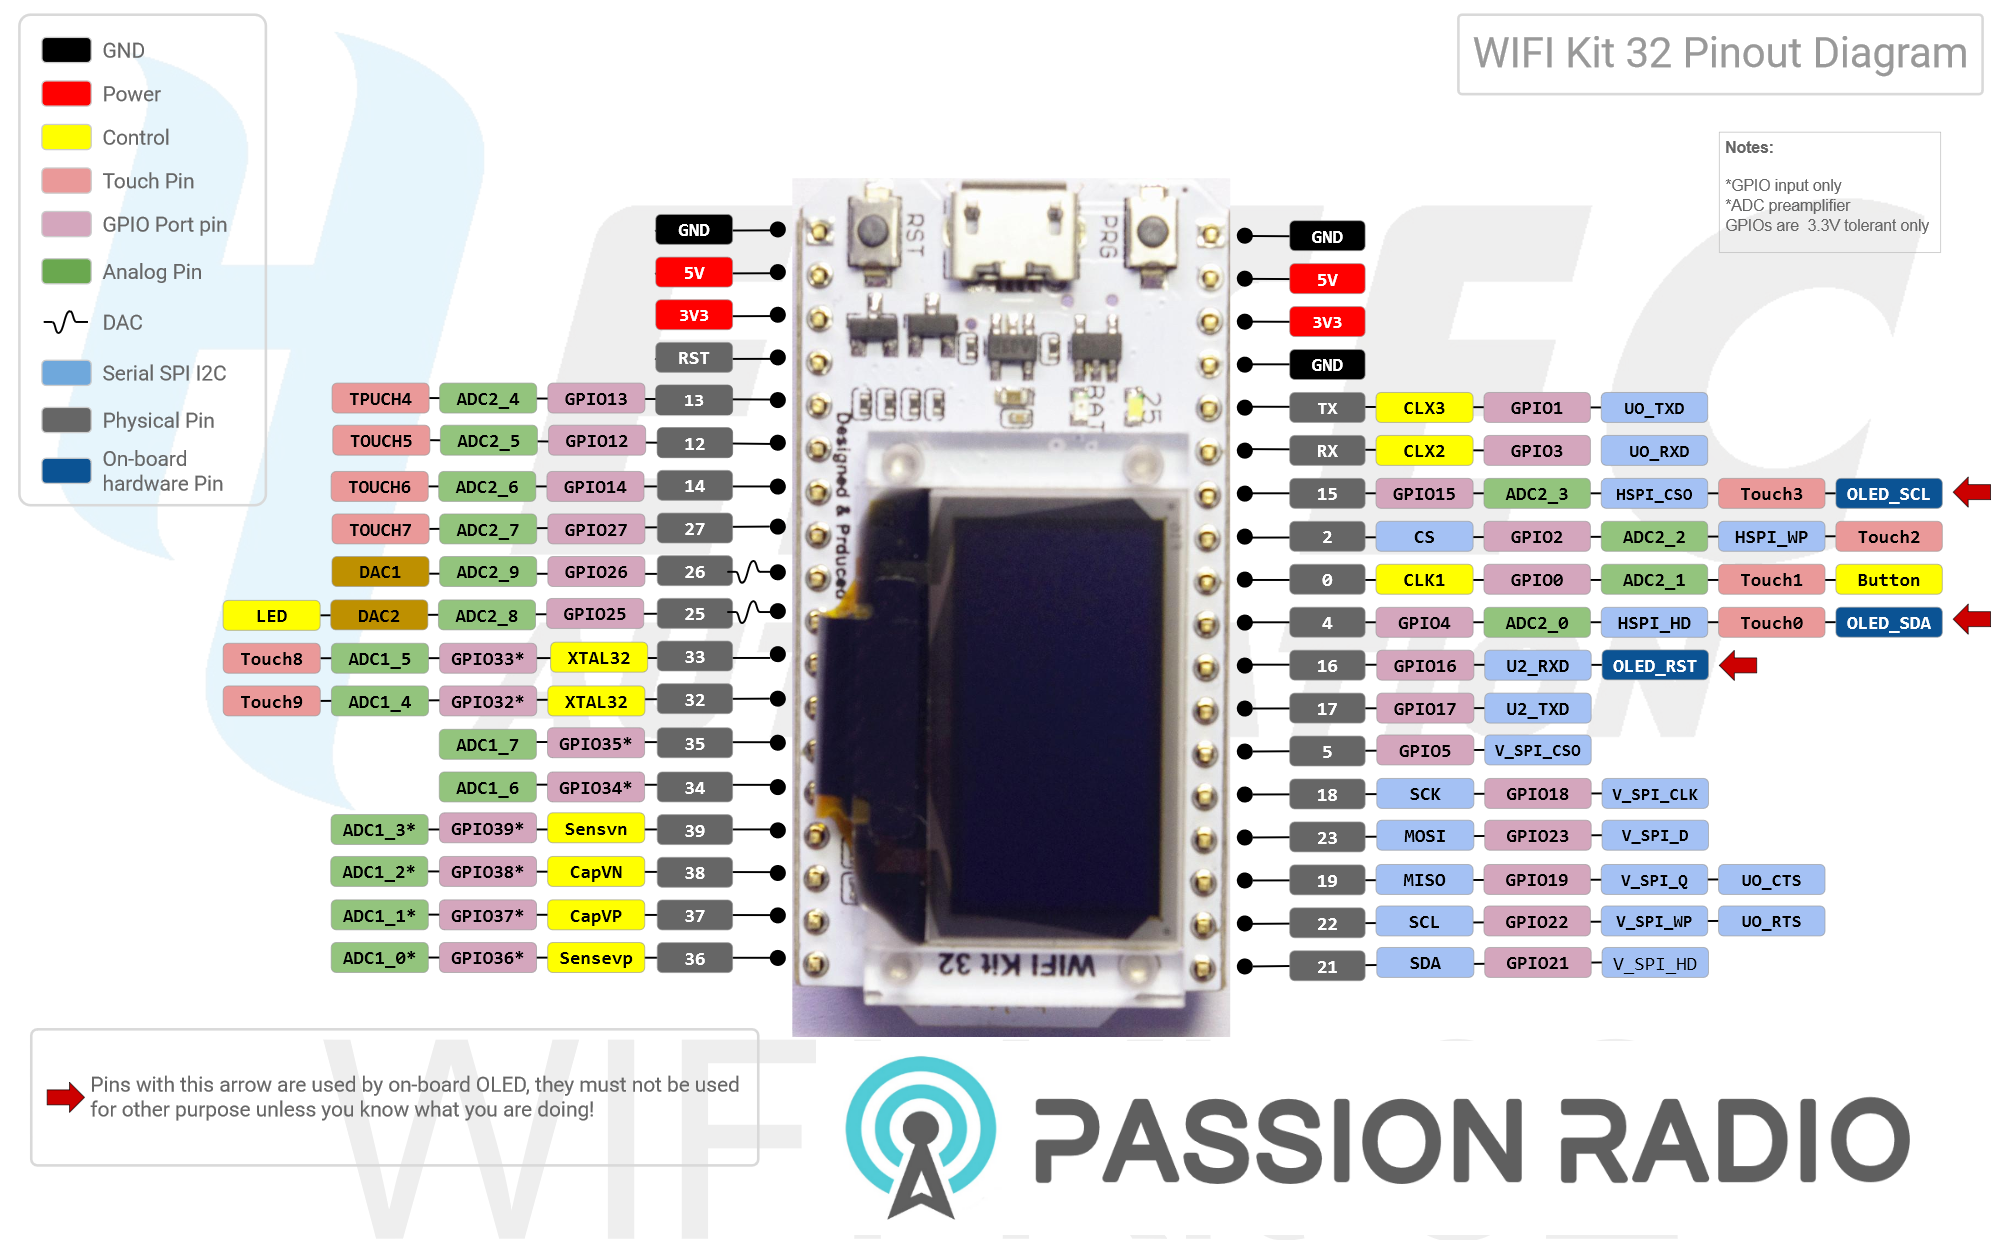 WIFI Kit 32 Pinout Diagram
GND
Power
Control
Touch Pin
GPIO Port pin
Analog Pin
DAC
Serial SPI I2C
Physical Pin
On-board
hardware Pin
Notes:
*GPIO input only
*ADC preamplifier
GPIOs are 3.3V tolerant only
GND
5V
3V3
RST
TPUCH4 ADC2_4 GPIO13 13
TOUCH5 ADC2_5 GPIO12 12
TOUCH6 ADC2_6 GPIO14 14
TOUCH7 ADC2_7 GPIO27 27
DAC1 ADC2_9 GPIO26 26
LED DAC2 ADC2_8 GPIO25 25
Touch8 ADC1_5 GPIO33* XTAL32 33
Touch9 ADC1_4 GPIO32* XTAL32 32
ADC1_7 GPIO35* 35
ADC1_6 GPIO34* 34
ADC1_3* GPIO39* Sensvn 39
ADC1_2* GPIO38* CapVN 38
ADC1_1* GPIO37* CapVP 37
ADC1_0* GPIO36* Sensevp 36
RST
PRG
BAT
25
Designed & Prduced
WIFI Kit 32
GND
5V
3V3
GND
TX CLX3 GPIO1 UO_TXD
RX CLX2 GPIO3 UO_RXD
15 GPIO15 ADC2_3 HSPI_CSO Touch3 OLED_SCL
2 CS GPIO2 ADC2_2 HSPI_WP Touch2
0 CLK1 GPIO0 ADC2_1 Touch1 Button
4 GPIO4 ADC2_0 HSPI_HD Touch0 OLED_SDA
16 GPIO16 U2_RXD OLED_RST
17 GPIO17 U2_TXD
5 GPIO5 V_SPI_CSO
18 SCK GPIO18 V_SPI_CLK
23 MOSI GPIO23 V_SPI_D
19 MISO GPIO19 V_SPI_Q UO_CTS
22 SCL GPIO22 V_SPI_WP UO_RTS
21 SDA GPIO21 V_SPI_HD
Pins with this arrow are used by on-board OLED, they must not be used
for other purpose unless you know what you are doing!
PASSION RADIO